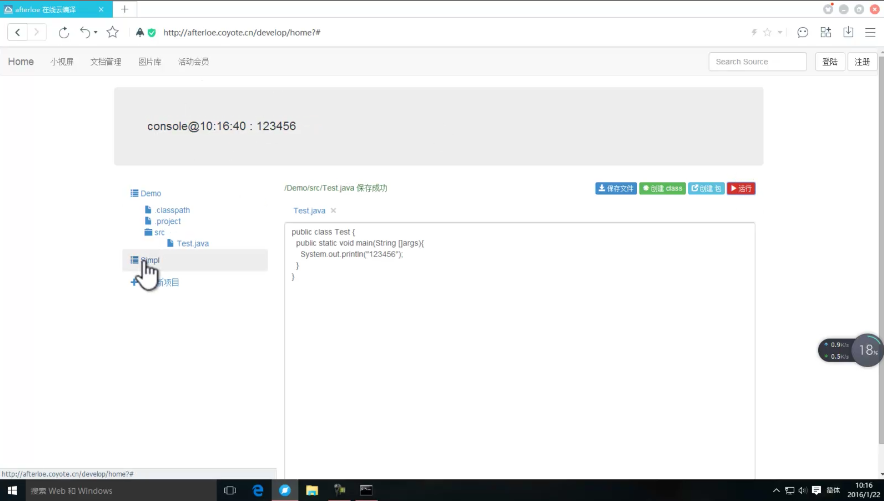 afterloe 在线云编译
http://afterloe.coyote.cn/develop/home?#
Home 小视屏 文档管理 图片库 活动会员 Search Source 登陆 注册
console@10:16:40 : 123456
/Demo/src/Test.java 保存成功 保存文件 创建 class 创建 包 运行
Demo
.classpath
.project
src
Test.java
Simpl
新项目
Test.java ×
public class Test {
public static void main(String []args){
System.out.println("123456");
}
}
0.9K/s
0.5K/s
18%
http://afterloe.coyote.cn/develop/home?#
搜索 Web 和 Windows
简体
10:16
2016/1/22